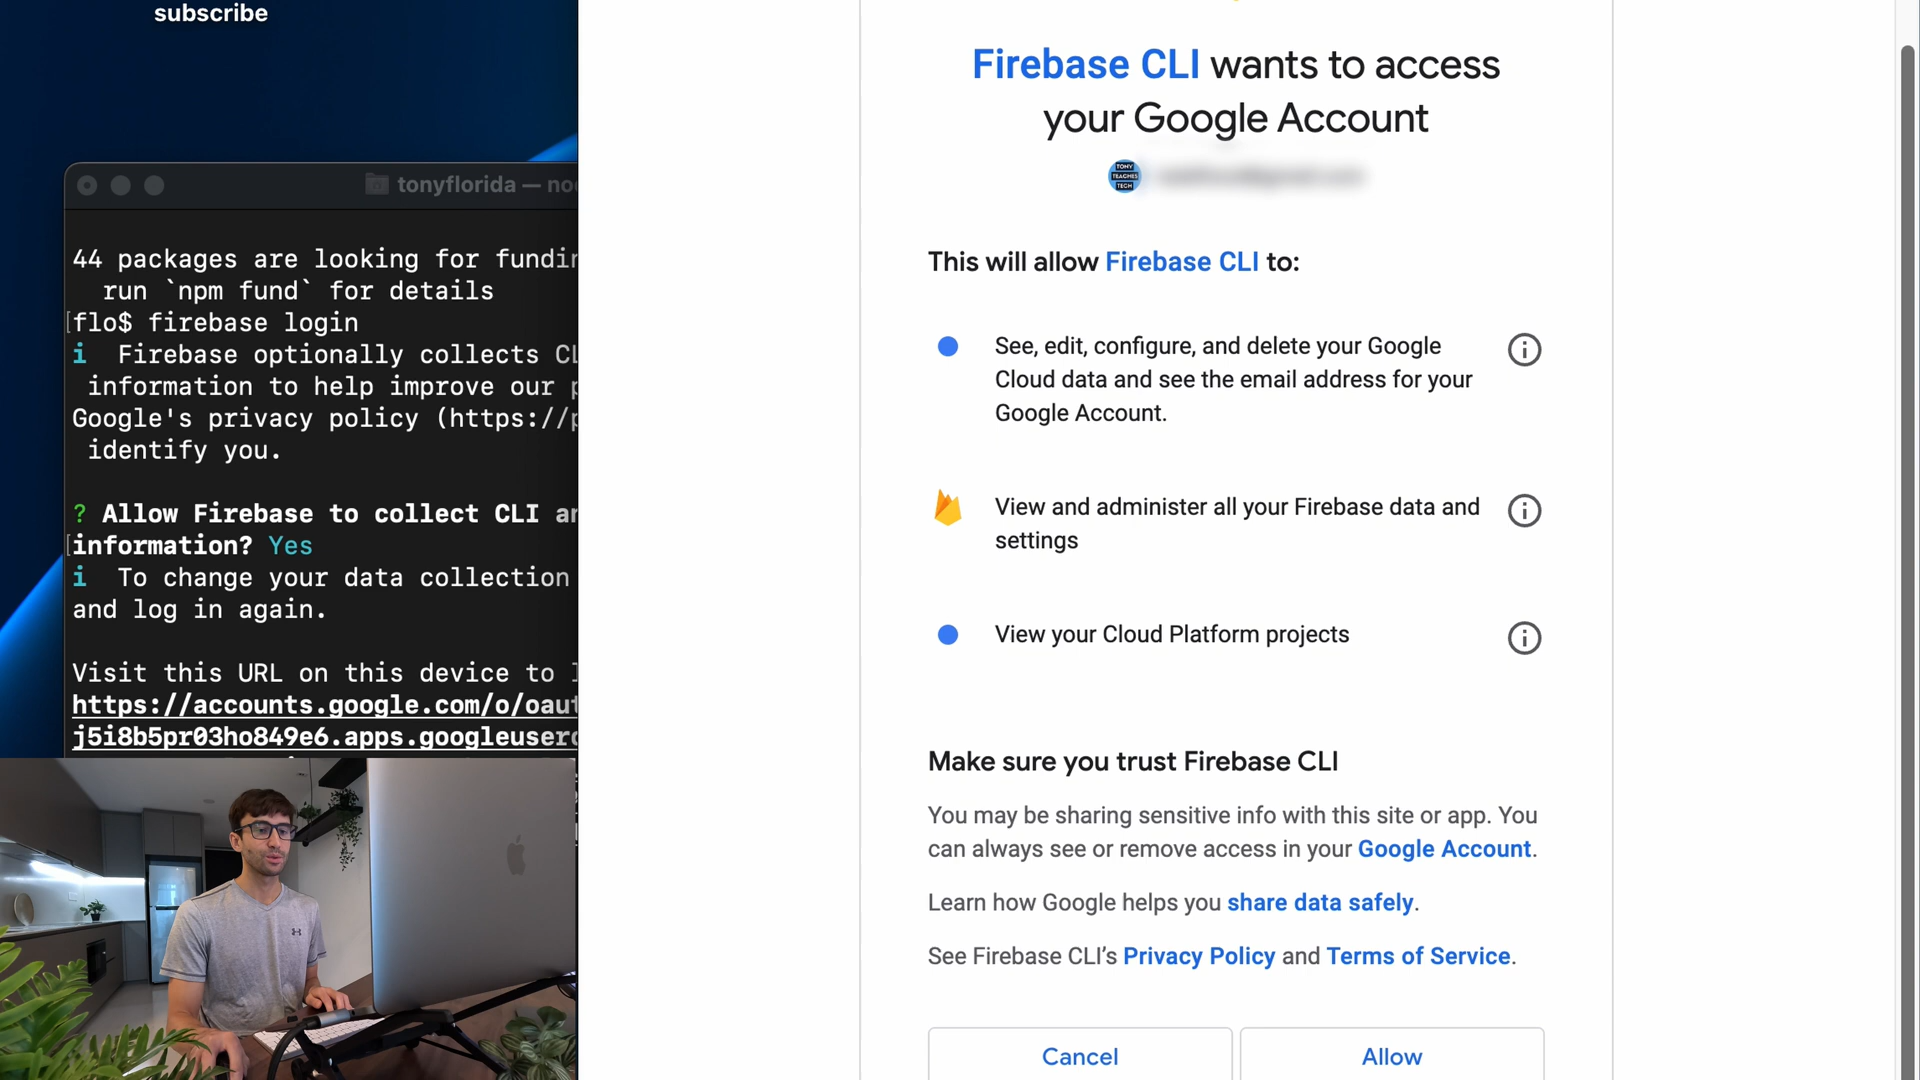 subscribe
tonyflorida —
44 packages are looking for
run `npm fund` for details
flo$ firebase login
i Firebase optionally collects
information to help improve our
Google's privacy policy (https://
identify you.
? Allow Firebase to collect CLI
information? Yes
i To change your data collection
and log in again.
Visit this URL on this device to
https://accounts.google.com/o/
j5i8b5pr03ho849e6.apps.
Firebase CLI wants to access
your Google Account
TONY
TEACHES
TECH
This will allow Firebase CLI to:
See, edit, configure, and delete your Google
Cloud data and see the email address for your
Google Account.
View and administer all your Firebase data and
settings
View your Cloud Platform projects
Make sure you trust Firebase CLI
You may be sharing sensitive info with this site or app. You
can always see or remove access in your Google Account.
Learn how Google helps you share data safely.
See Firebase CLI’s Privacy Policy and Terms of Service.
Cancel
Allow